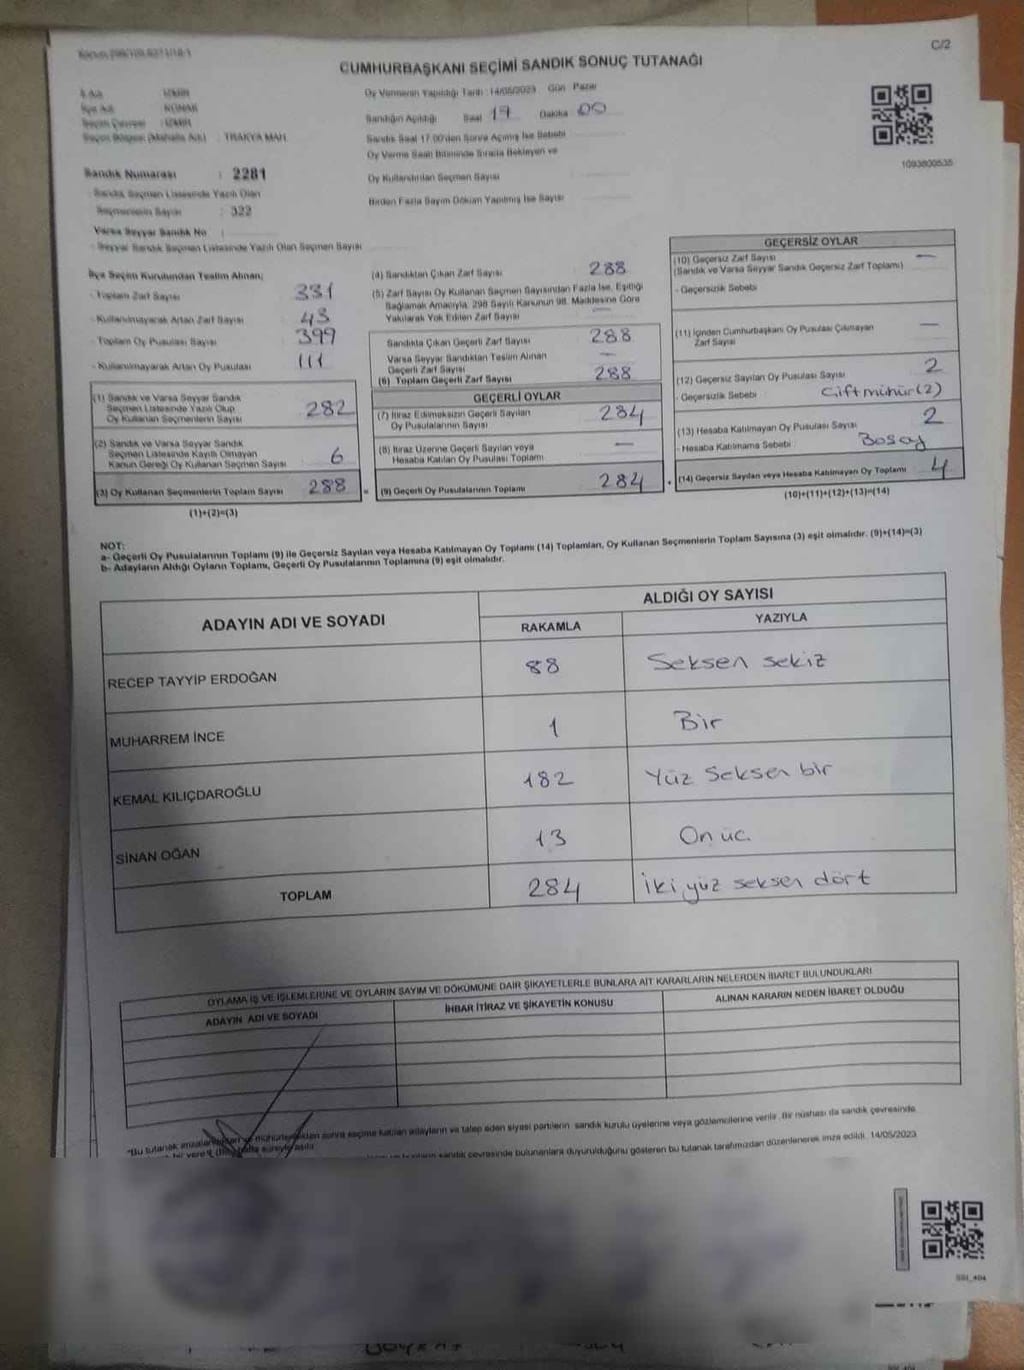 C/2
CUMHURBAŞKANI SEÇİMİ SANDIK SONUÇ TUTANAĞI
İl Adı : İZMİR
İlçe Adı : KONAK
Seçim Çevresi : İZMİR
Seçim Bölgesi (Mahalle Adı) : TRAKYA MAH.
Oy Vermenin Yapıldığı Tarih : 14/05/2023 Gün Pazar
Sandığın Açıldığı Saat 17 Dakika 00
Sandık Saat 17.00'den Sonra Açılmış İse Sebebi
Oy Verme Saati Bitiminde Sırada Bekleyen ve
Oy Kullandırılan Seçmen Sayısı
Birden Fazla Sayım Döküm Yapılmış İse Sayısı
1093800535
Sandık Numarası : 2281
Sandık Seçmen Listesinde Yazılı Olan
Seçmenlerin Sayısı : 322
Varsa Seyyar Sandık No :
- Seyyar Sandık Seçmen Listesinde Yazılı Olan Seçmen Sayısı
İlçe Seçim Kurulundan Teslim Alınan;
- Toplam Zarf Sayısı 331
- Kullanılmayarak Artan Zarf Sayısı 43
- Toplam Oy Pusulası Sayısı 399
- Kullanılmayarak Artan Oy Pusulası 111
(1) Sandık ve Varsa Seyyar Sandık
Seçmen Listesinde Yazılı Olup
Oy Kullanan Seçmenlerin Sayısı 282
(2) Sandık ve Varsa Seyyar Sandık
Seçmen Listesinde Kayıtlı Olmayan
Kanun Gereği Oy Kullanan Seçmen Sayısı 6
(3) Oy Kullanan Seçmenlerin Toplam Sayısı 288
(1)+(2)=(3)
(4) Sandıktan Çıkan Zarf Sayısı 288
(5) Zarf Sayısı Oy Kullanan Seçmen Sayısından Fazla İse, Eşitliği
Sağlamak Amacıyla, 298 Sayılı Kanunun 98. Maddesine Göre
Yakılarak Yok Edilen Zarf Sayısı —
Sandıkta Çıkan Geçerli Zarf Sayısı 288
Varsa Seyyar Sandıktan Teslim Alınan
Geçerli Zarf Sayısı —
(6) Toplam Geçerli Zarf Sayısı 288
GEÇERLİ OYLAR
(7) İtiraz Edilmeksizin Geçerli Sayılan
Oy Pusulalarının Sayısı 284
(8) İtiraz Üzerine Geçerli Sayılan veya
Hesaba Katılan Oy Pusulası Toplamı —
= (9) Geçerli Oy Pusulalarının Toplamı 284
GEÇERSİZ OYLAR
(10) Geçersiz Zarf Sayısı —
(Sandık ve Varsa Seyyar Sandık Geçersiz Zarf Toplamı)
- Geçersizlik Sebebi
(11) İçinden Cumhurbaşkanı Oy Pusulası Çıkmayan
Zarf Sayısı —
(12) Geçersiz Sayılan Oy Pusulası Sayısı 2
- Geçersizlik Sebebi Çift mühür (2)
(13) Hesaba Katılmayan Oy Pusulası Sayısı 2
- Hesaba Katılmama Sebebi Bosoy
+ (14) Geçersiz Sayılan veya Hesaba Katılmayan Oy Toplamı 4
(10)+(11)+(12)+(13)=(14)
NOT:
a- Geçerli Oy Pusulalarının Toplamı (9) ile Geçersiz Sayılan veya Hesaba Katılmayan Oy Toplamı (14) Toplamları, Oy Kullanan Seçmenlerin Toplam Sayısına (3) eşit olmalıdır. (9)+(14)=(3)
b- Adayların Aldığı Oyların Toplamı, Geçerli Oy Pusulalarının Toplamına (9) eşit olmalıdır.
ADAYIN ADI VE SOYADI
ALDIĞI OY SAYISI
RAKAMLA YAZIYLA
RECEP TAYYİP ERDOĞAN 88 Seksen sekiz
MUHARREM İNCE 1 Bir
KEMAL KILIÇDAROĞLU 182 Yüz Seksen bir
SİNAN OĞAN 13 On üc.
TOPLAM 284 İki yüz seksen dört
OYLAMA İŞ VE İŞLEMLERİNE VE OYLARIN SAYIM VE DÖKÜMÜNE DAİR ŞİKAYETLERLE BUNLARA AİT KARARLARIN NELERDEN İBARET BULUNDUKLARI
ADAYIN ADI VE SOYADI İHBAR İTİRAZ VE ŞİKAYETİN KONUSU ALINAN KARARIN NEDEN İBARET OLDUĞU
"Bu tutanak sonra seçime katılan adayların ve talep eden siyasi partilerin sandık kurulu üyelerine veya gözlemcilerine verilir. Bir nüshası da sandık çevresinde
sandık çevresinde bulunanlara duyurulduğunu gösteren bu tutanak tarafımızdan düzenlenerek imza edildi. 14/05/2023